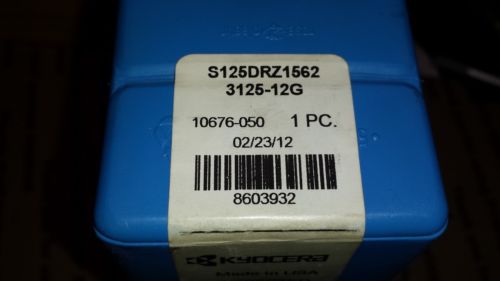 S125DRZ1562
3125-12G
10676-050 1 PC.
02/23/12
8603932
KYOCERA
Made in USA